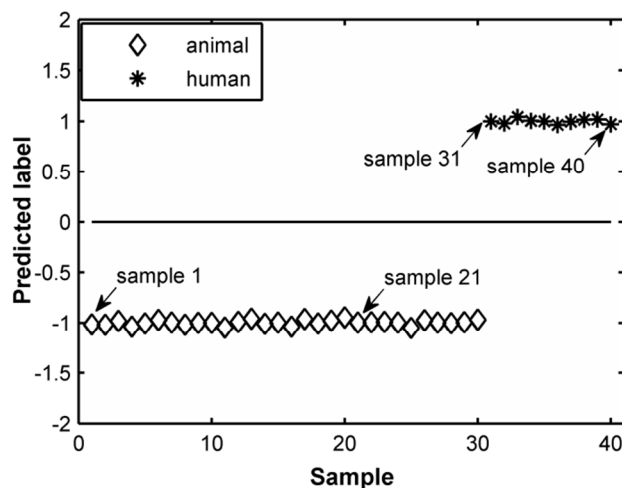 2
animal
1.5
human
1
sample 31
sample 40
0.5
0
Predicted label
-0.5
sample 1
sample 21
-1
-1.5
-2
0 10 20 30 40
Sample